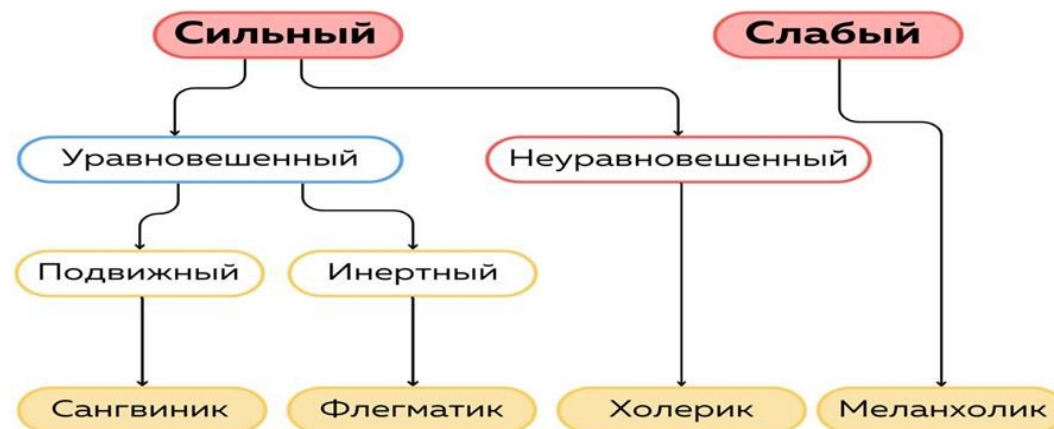 Сильный
Слабый
Уравновешенный
Неуравновешенный
Подвижный
Инертный
Сангвиник
Флегматик
Холерик
Меланхолик